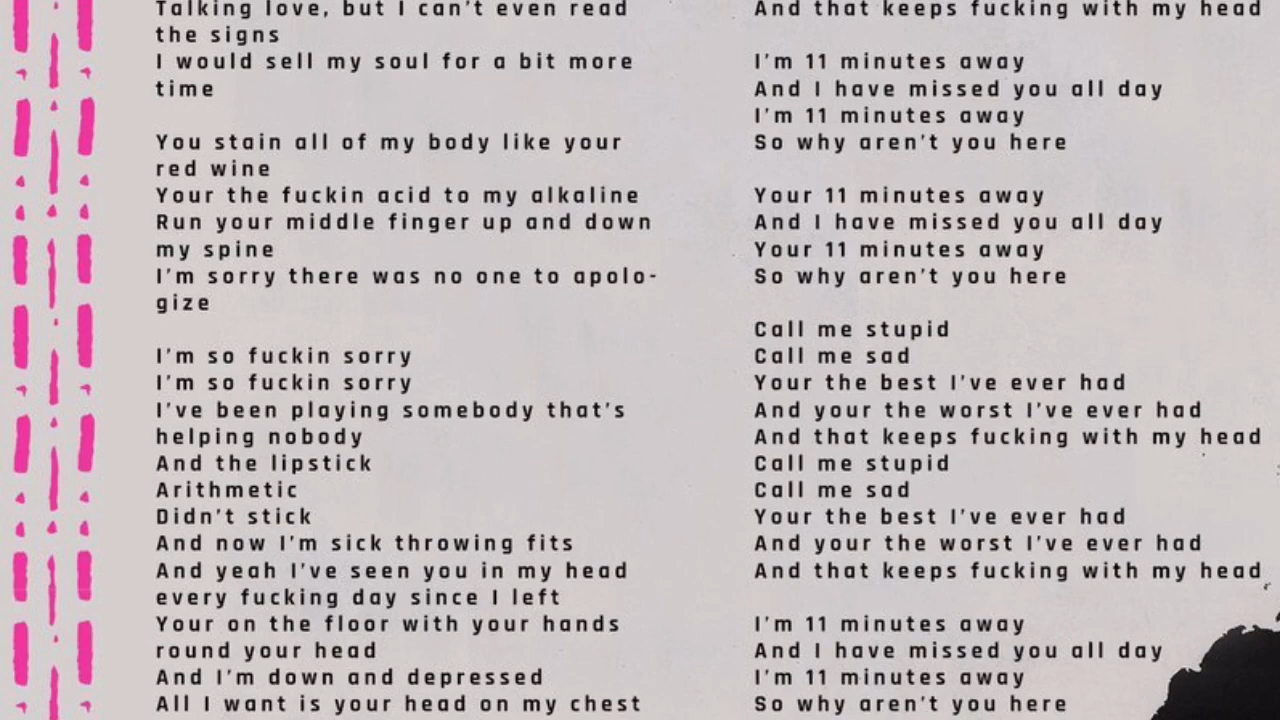 Talking love, but I can't even read
the signs
I would sell my soul for a bit more
time
You stain all of my body like your
red wine
Your the fuckin acid to my alkaline
Run your middle finger up and down
my spine
I'm sorry there was no one to apolo-
gize
I'm so fuckin sorry
I'm so fuckin sorry
I've been playing somebody that's
helping nobody
And the lipstick
Arithmetic
Didn't stick
And now I'm sick throwing fits
And yeah I've seen you in my head
every fucking day since I left
Your on the floor with your hands
round your head
And I'm down and depressed
All I want is your head on my chest
And that keeps fucking with my head
I'm 11 minutes away
And I have missed you all day
I'm 11 minutes away
So why aren't you here
Your 11 minutes away
And I have missed you all day
Your 11 minutes away
So why aren't you here
Call me stupid
Call me sad
Your the best I've ever had
And your the worst I've ever had
And that keeps fucking with my head
Call me stupid
Call me sad
Your the best I've ever had
And your the worst I've ever had
And that keeps fucking with my head
I'm 11 minutes away
And I have missed you all day
I'm 11 minutes away
So why aren't you here